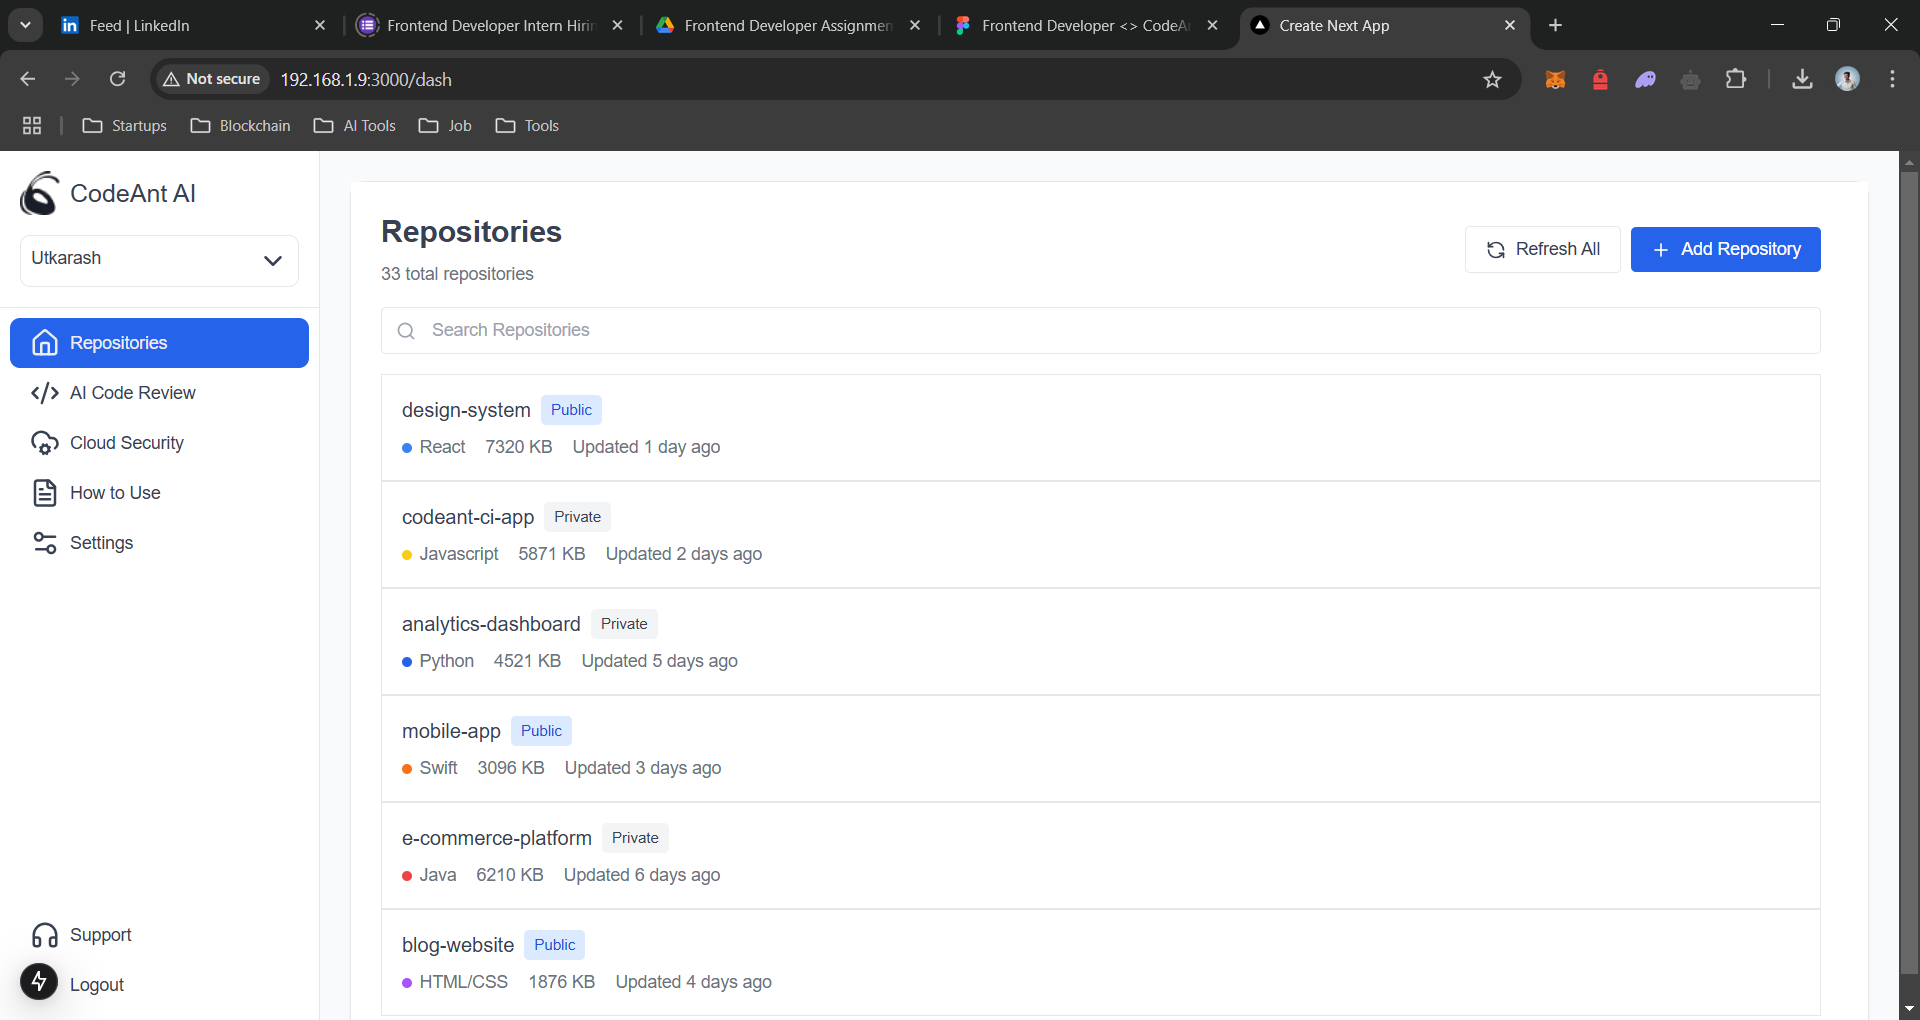 Feed | LinkedIn
Frontend Developer Intern Hirin
Frontend Developer Assignmen
Frontend Developer <> CodeAn
Create Next App
Not secure
192.168.1.9:3000/dash
Startups
Blockchain
AI Tools
Job
Tools
CodeAnt AI
Utkarash
Repositories
AI Code Review
Cloud Security
How to Use
Settings
Support
Logout
Repositories
33 total repositories
Refresh All
Add Repository
Search Repositories
design-system Public
React 7320 KB Updated 1 day ago
codeant-ci-app Private
Javascript 5871 KB Updated 2 days ago
analytics-dashboard Private
Python 4521 KB Updated 5 days ago
mobile-app Public
Swift 3096 KB Updated 3 days ago
e-commerce-platform Private
Java 6210 KB Updated 6 days ago
blog-website Public
HTML/CSS 1876 KB Updated 4 days ago